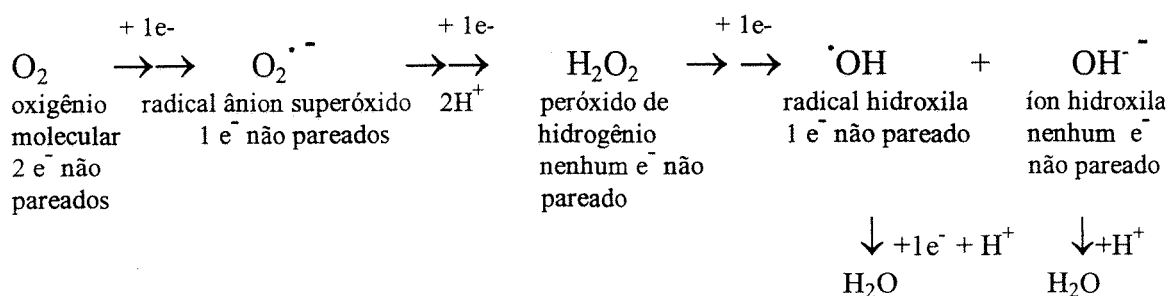 + 1e- + 1e- + 1e-
O₂ →→ O₂˙⁻ →→ H₂O₂ →→ ˙OH + OH⁻ ⁻
oxigênio radical ânion superóxido 2H⁺ peróxido de radical hidroxila íon hidroxila
molecular 1 e⁻ não pareados hidrogênio 1 e⁻ não pareado nenhum e⁻
2 e⁻ não nenhum e⁻ não não pareado
pareados pareado
↓ +1e⁻ + H⁺ ↓ +H⁺
H₂O H₂O